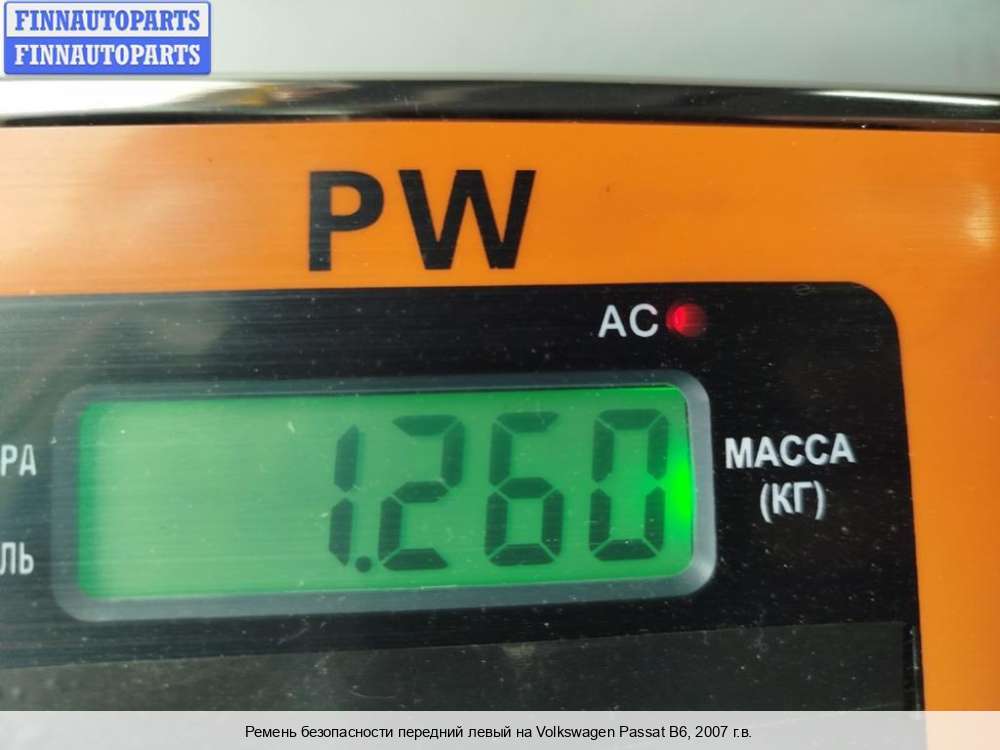 FINNAUTOPARTS
FINNAUTOPARTS
PW
AC
1.260
РА
ЛЬ
МАССА
(КГ)
Ремень безопасности передний левый на Volkswagen Passat B6, 2007 г.в.